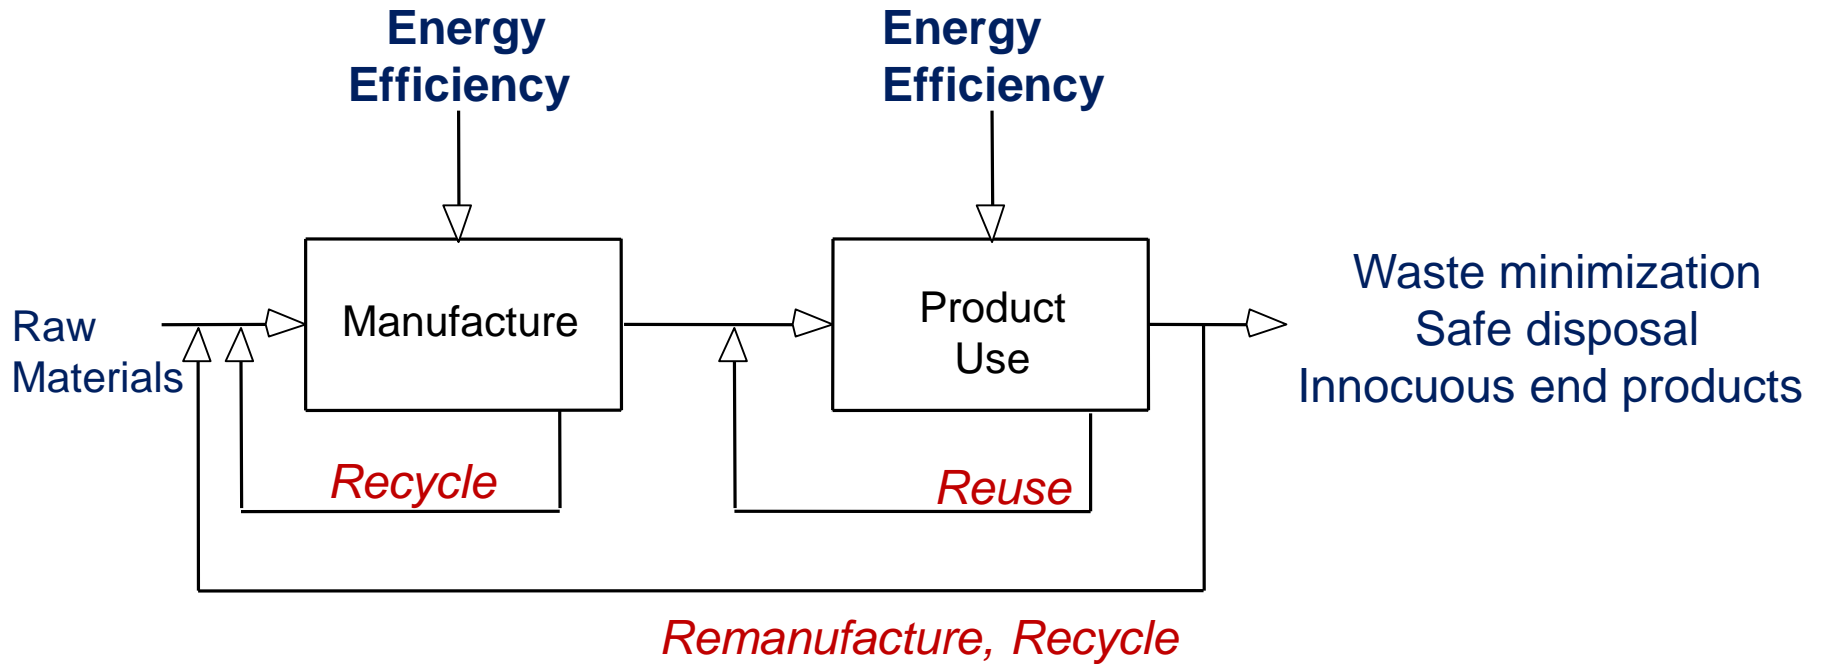 Energy
Efficiency
Energy
Efficiency
Raw
Materials
Manufacture
Product
Use
Waste minimization
Safe disposal
Innocuous end products
Recycle
Reuse
Remanufacture, Recycle